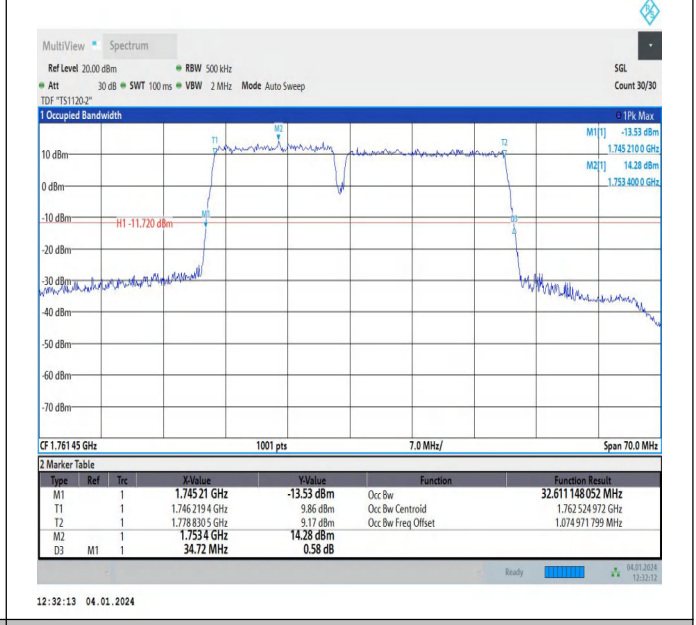 MultiView Spectrum
Ref Level 20.00 dBm RBW 500 kHz SGL
Att 30 dB SWT 100 ms VBW 2 MHz Mode Auto Sweep Count 30/30
TDF "TS1120-2"
1 Occupied Bandwidth 1Pk Max
M1[1] -13.53 dBm
1.745 210 0 GHz
M2[1] 14.28 dBm
1.753 400 0 GHz
M2
T1
T2
10 dBm
0 dBm
-10 dBm
M1
D3
H1 -11.720 dBm
-20 dBm
-30 dBm
-40 dBm
-50 dBm
-60 dBm
-70 dBm
CF 1.761 45 GHz 1001 pts 7.0 MHz/ Span 70.0 MHz
2 Marker Table
Type Ref Trc X-Value Y-Value Function Function Result
M1 1 1.745 21 GHz -13.53 dBm Occ Bw 32.611 148 052 MHz
T1 1 1.746 219 4 GHz 9.86 dBm Occ Bw Centroid 1.762 524 972 GHz
T2 1 1.778 830 5 GHz 9.17 dBm Occ Bw Freq Offset 1.074 971 799 MHz
M2 1 1.753 4 GHz 14.28 dBm
D3 M1 1 34.72 MHz 0.58 dB
Ready 04.01.2024
12:32:12
12:32:13 04.01.2024